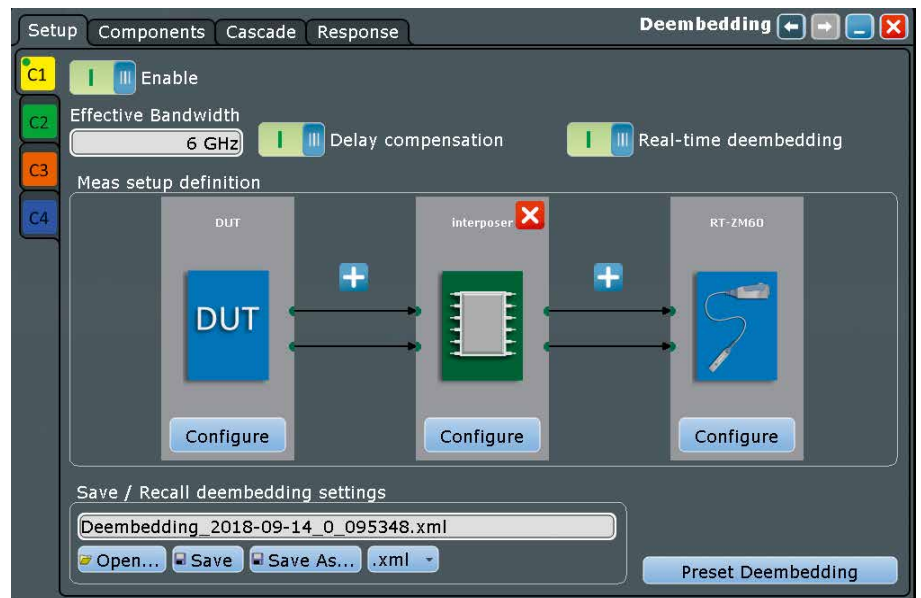 Setup Components Cascade Response Deembedding
C1 Enable
C2 Effective Bandwidth
6 GHz Delay compensation Real-time deembedding
C3 Meas setup definition
C4 DUT interposer RT-ZM60
DUT
Configure Configure Configure
Save / Recall deembedding settings
Deembedding_2018-09-14_0_095348.xml
Open... Save Save As... .xml Preset Deembedding